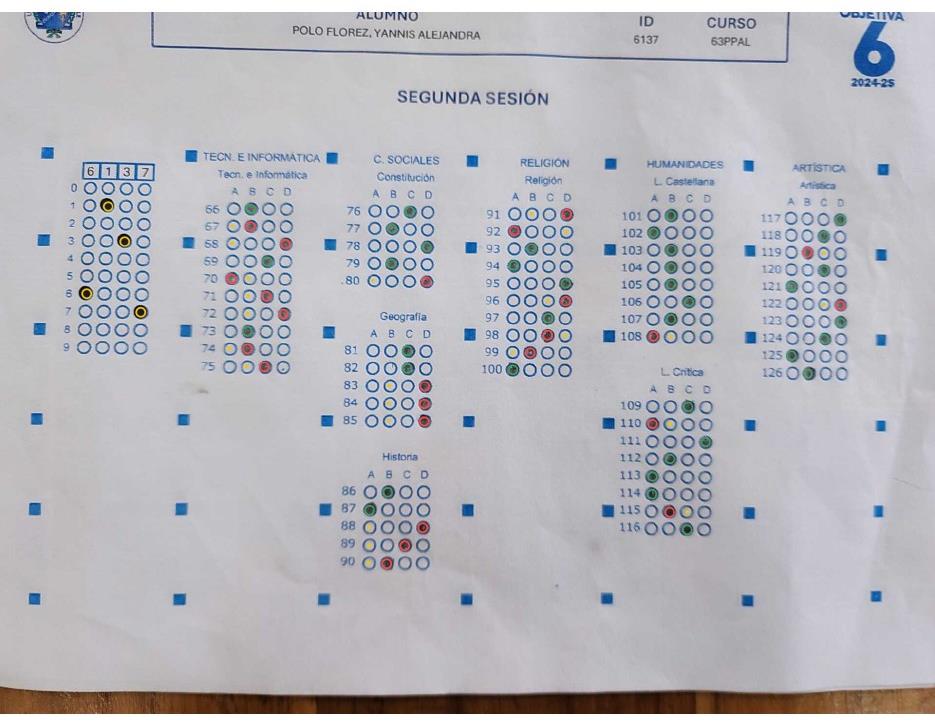 ALUMNO
POLO FLOREZ, YANNIS ALEJANDRA
ID
6137
CURSO
63PPAL
OBJETIVA
6
2024-25
SEGUNDA SESIÓN
6 1 3 7
0
1
2
3
4
5
6
7
8
9
TECN. E INFORMÁTICA
Tecn. e Informática
A B C D
66
67
68
69
70
71
72
73
74
75
C. SOCIALES
Constitución
A B C D
76
77
78
79
80
Geografía
A B C D
81
82
83
84
85
Historia
A B C D
86
87
88
89
90
RELIGIÓN
Religión
A B C D
91
92
93
94
95
96
97
98
99
100
HUMANIDADES
L. Castellana
A B C D
101
102
103
104
105
106
107
108
L. Crítica
A B C D
109
110
111
112
113
114
115
116
ARTÍSTICA
Artística
A B C D
117
118
119
120
121
122
123
124
125
126